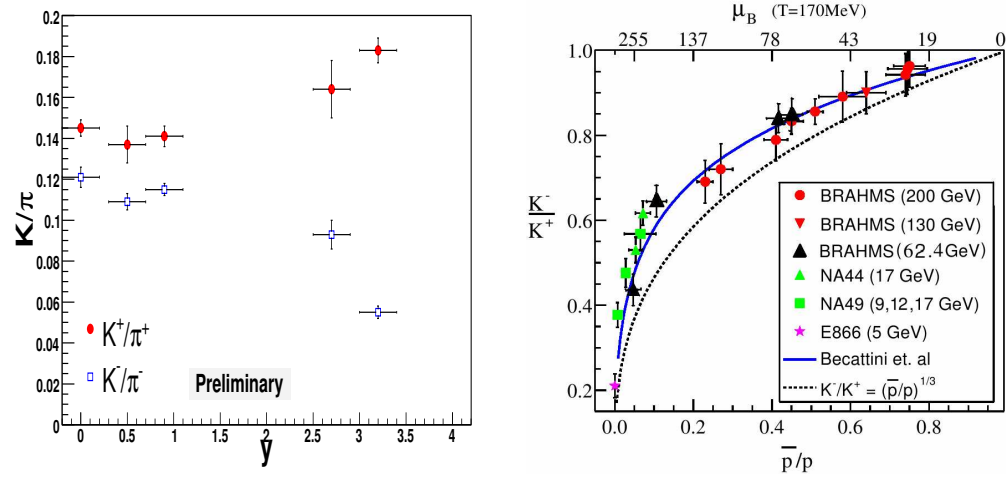 0.2
0.18
0.16
0.14
0.12
0.1
0.08
0.06
0.04
0.02
0
K/π
K⁺/π⁺
K⁻/π⁻
Preliminary
0 0.5 1 1.5 2 2.5 3 3.5 4
y
μ_B (T=170MeV)
255 137 78 43 19 0
1.0
0.8
0.6
0.4
0.2
K⁻
K⁺
BRAHMS (200 GeV)
BRAHMS (130 GeV)
BRAHMS (62.4GeV)
NA44 (17 GeV)
NA49 (9,12,17 GeV)
E866 (5 GeV)
Becattini et. al
K⁻/K⁺ = (p̅/p)^1/3
0.0 0.2 0.4 0.6 0.8
p̅/p